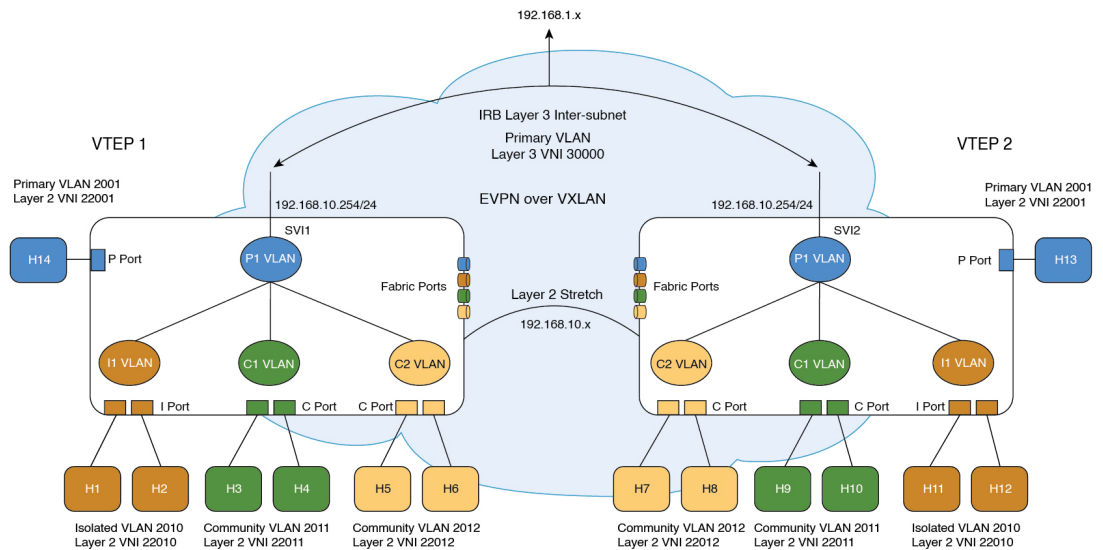 192.168.1.x
IRB Layer 3 Inter-subnet
Primary VLAN
Layer 3 VNI 30000
VTEP 1
VTEP 2
Primary VLAN 2001
Layer 2 VNI 22001
Primary VLAN 2001
Layer 2 VNI 22001
192.168.10.254/24
EVPN over VXLAN
192.168.10.254/24
SVI1
SVI2
H14
P Port
P1 VLAN
P1 VLAN
P Port
H13
Fabric Ports
Fabric Ports
Layer 2 Stretch
192.168.10.x
I1 VLAN
C1 VLAN
C2 VLAN
C2 VLAN
C1 VLAN
I1 VLAN
I Port
C Port
C Port
C Port
C Port
I Port
H1
H2
H3
H4
H5
H6
H7
H8
H9
H10
H11
H12
Isolated VLAN 2010
Layer 2 VNI 22010
Community VLAN 2011
Layer 2 VNI 22011
Community VLAN 2012
Layer 2 VNI 22012
Community VLAN 2012
Layer 2 VNI 22012
Community VLAN 2011
Layer 2 VNI 22011
Isolated VLAN 2010
Layer 2 VNI 22010